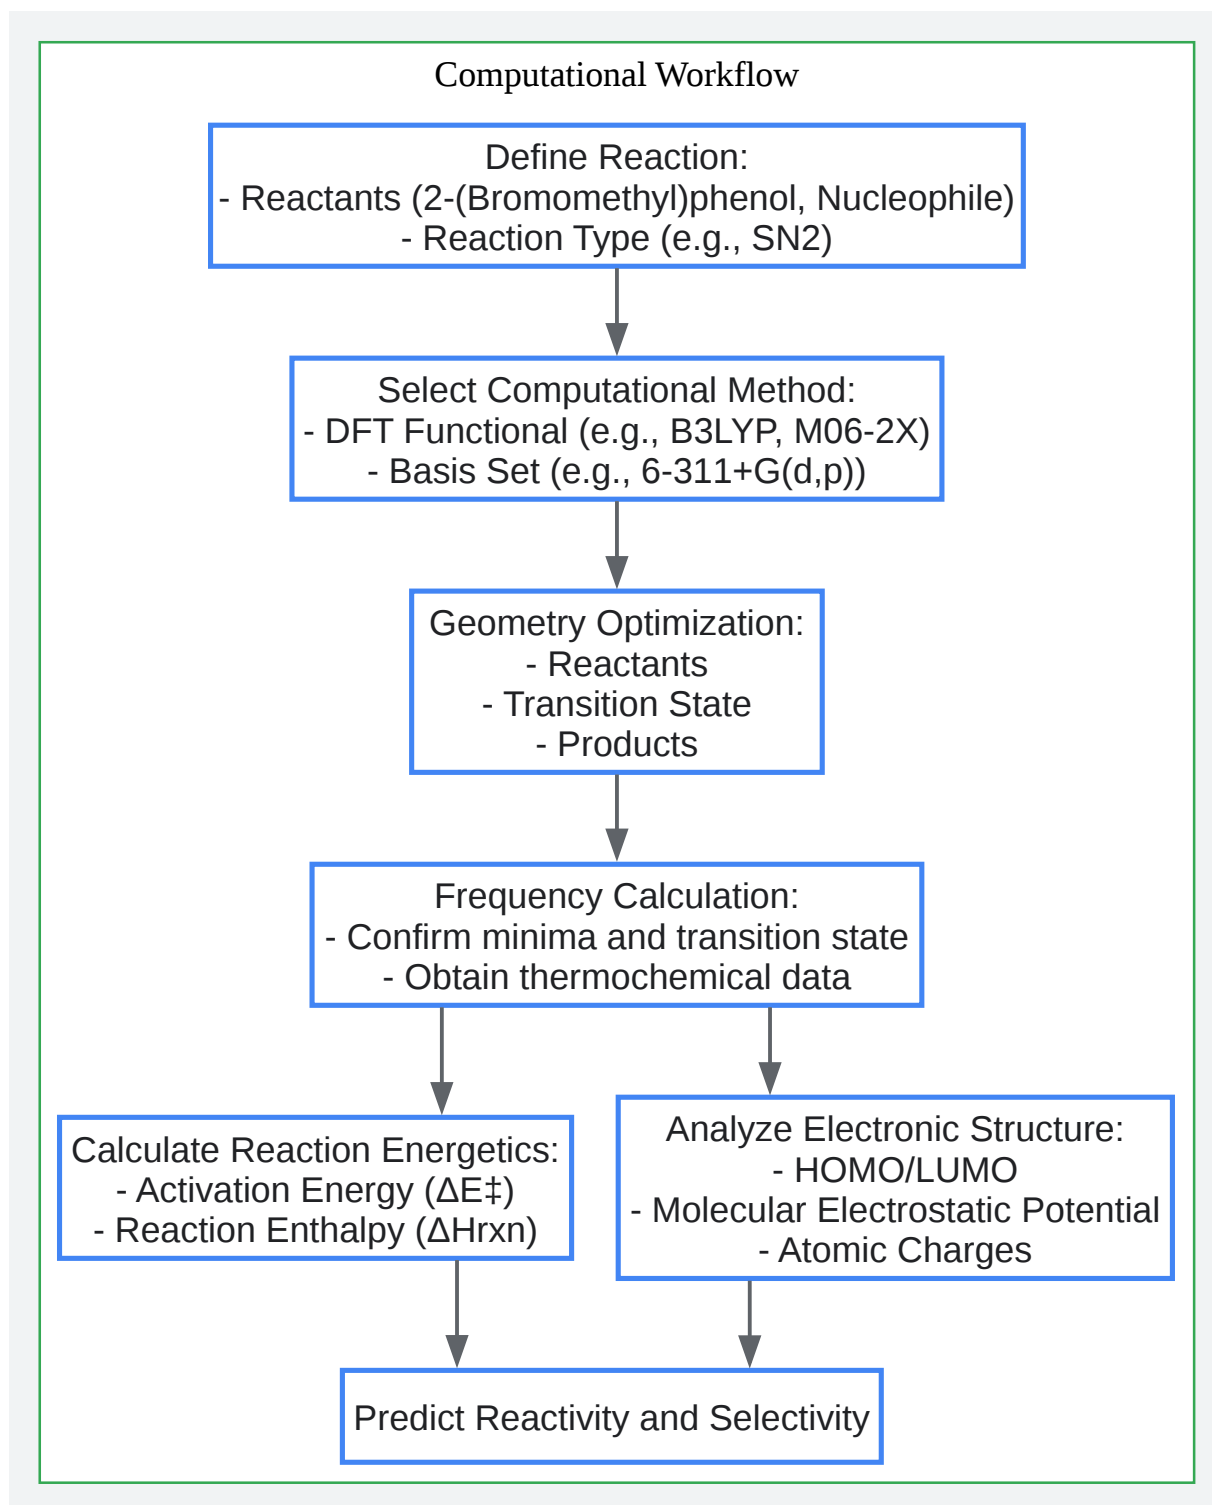 Computational Workflow
Define Reaction:
- Reactants (2-(Bromomethyl)phenol, Nucleophile)
- Reaction Type (e.g., SN2)
Select Computational Method:
- DFT Functional (e.g., B3LYP, M06-2X)
- Basis Set (e.g., 6-311+G(d,p))
Geometry Optimization:
- Reactants
- Transition State
- Products
Frequency Calculation:
- Confirm minima and transition state
- Obtain thermochemical data
Calculate Reaction Energetics:
- Activation Energy (ΔE‡)
- Reaction Enthalpy (ΔHrxn)
Analyze Electronic Structure:
- HOMO/LUMO
- Molecular Electrostatic Potential
- Atomic Charges
Predict Reactivity and Selectivity